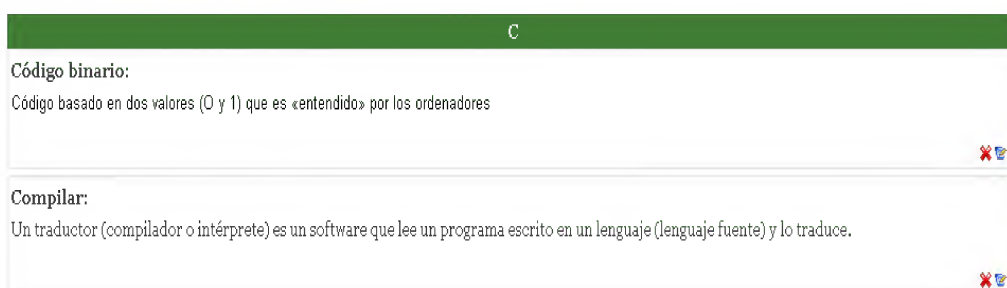 C
Código binario:
Código basado en dos valores (O y 1) que es «entendido» por los ordenadores
Compilar:
Un traductor (compilador o intérprete) es un software que lee un programa escrito en un lenguaje (lenguaje fuente) y lo traduce.